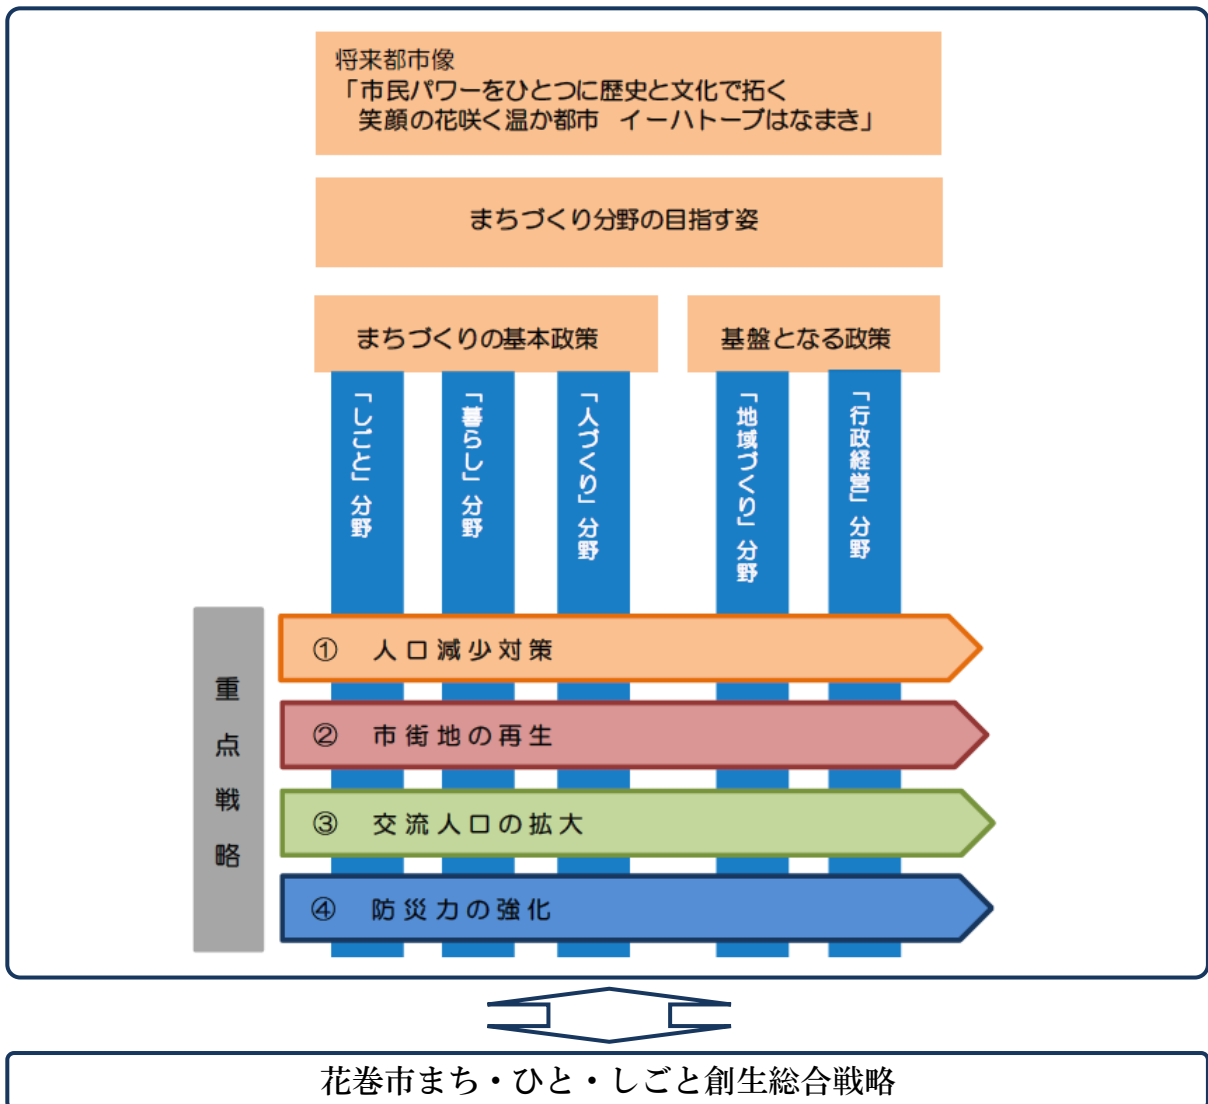 将来都市像
「市民パワーをひとつに歴史と文化で拓く
笑顔の花咲く温か都市　イーハトーブはなまき」
まちづくり分野の目指す姿
まちづくりの基本政策
基盤となる政策
「しごと」分野
「暮らし」分野
「人づくり」分野
「地域づくり」分野
「行政経営」分野
重点戦略
① 人口減少対策
② 市街地の再生
③ 交流人口の拡大
④ 防災力の強化
花巻市まち・ひと・しごと創生総合戦略